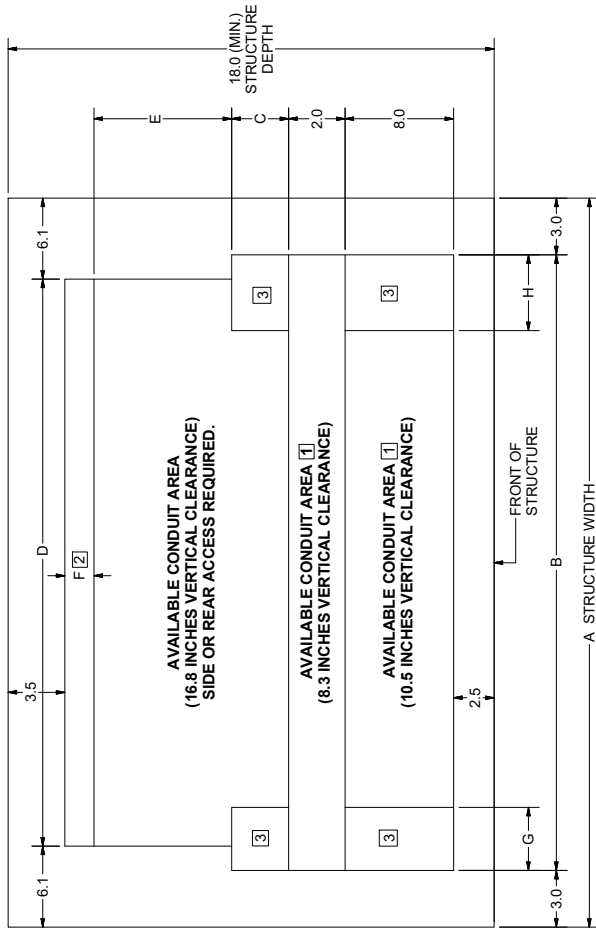 18.0 (MIN.)
STRUCTURE
DEPTH
6.1
D
6.1
3.5
F 2
E
C
2.0
8.0
AVAILABLE CONDUIT AREA
(16.8 INCHES VERTICAL CLEARANCE)
SIDE OR REAR ACCESS REQUIRED.
3
3
AVAILABLE CONDUIT AREA 1
(8.3 INCHES VERTICAL CLEARANCE)
3
3
AVAILABLE CONDUIT AREA 1
(10.5 INCHES VERTICAL CLEARANCE)
2.5
G
H
FRONT OF
STRUCTURE
3.0
B
3.0
A STRUCTURE WIDTH